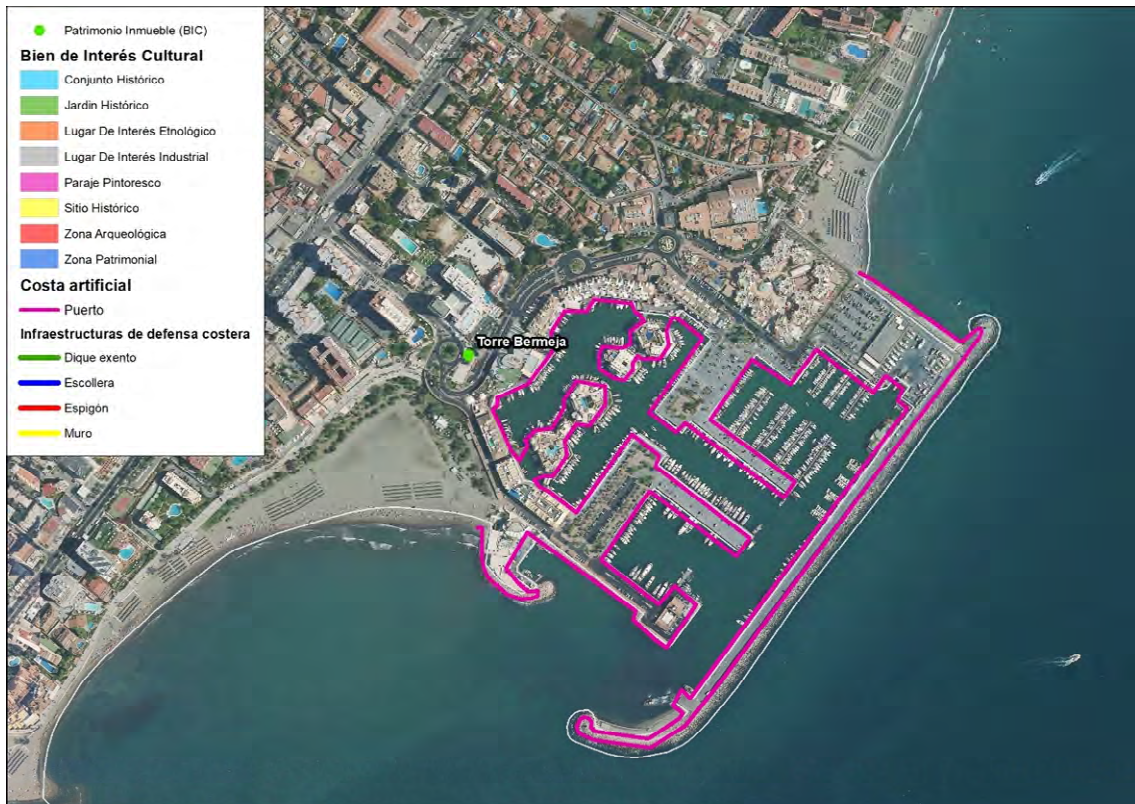 Patrimonio Inmueble (BIC)
Bien de Interés Cultural
Conjunto Histórico
Jardin Histórico
Lugar De Interés Etnológico
Lugar De Interés Industrial
Paraje Pintoresco
Sitio Histórico
Zona Arqueológica
Zona Patrimonial
Costa artificial
Puerto
Infraestructuras de defensa costera
Dique exento
Escollera
Espigón
Muro
Torre Bermeja